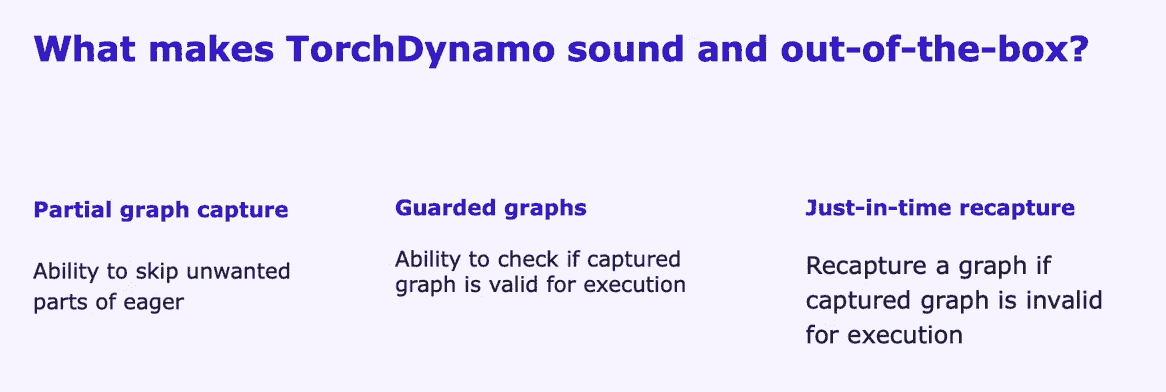 What makes TorchDynamo sound and out-of-the-box?
Partial graph capture
Ability to skip unwanted
parts of eager
Guarded graphs
Ability to check if captured
graph is valid for execution
Just-in-time recapture
Recapture a graph if
captured graph is invalid
for execution